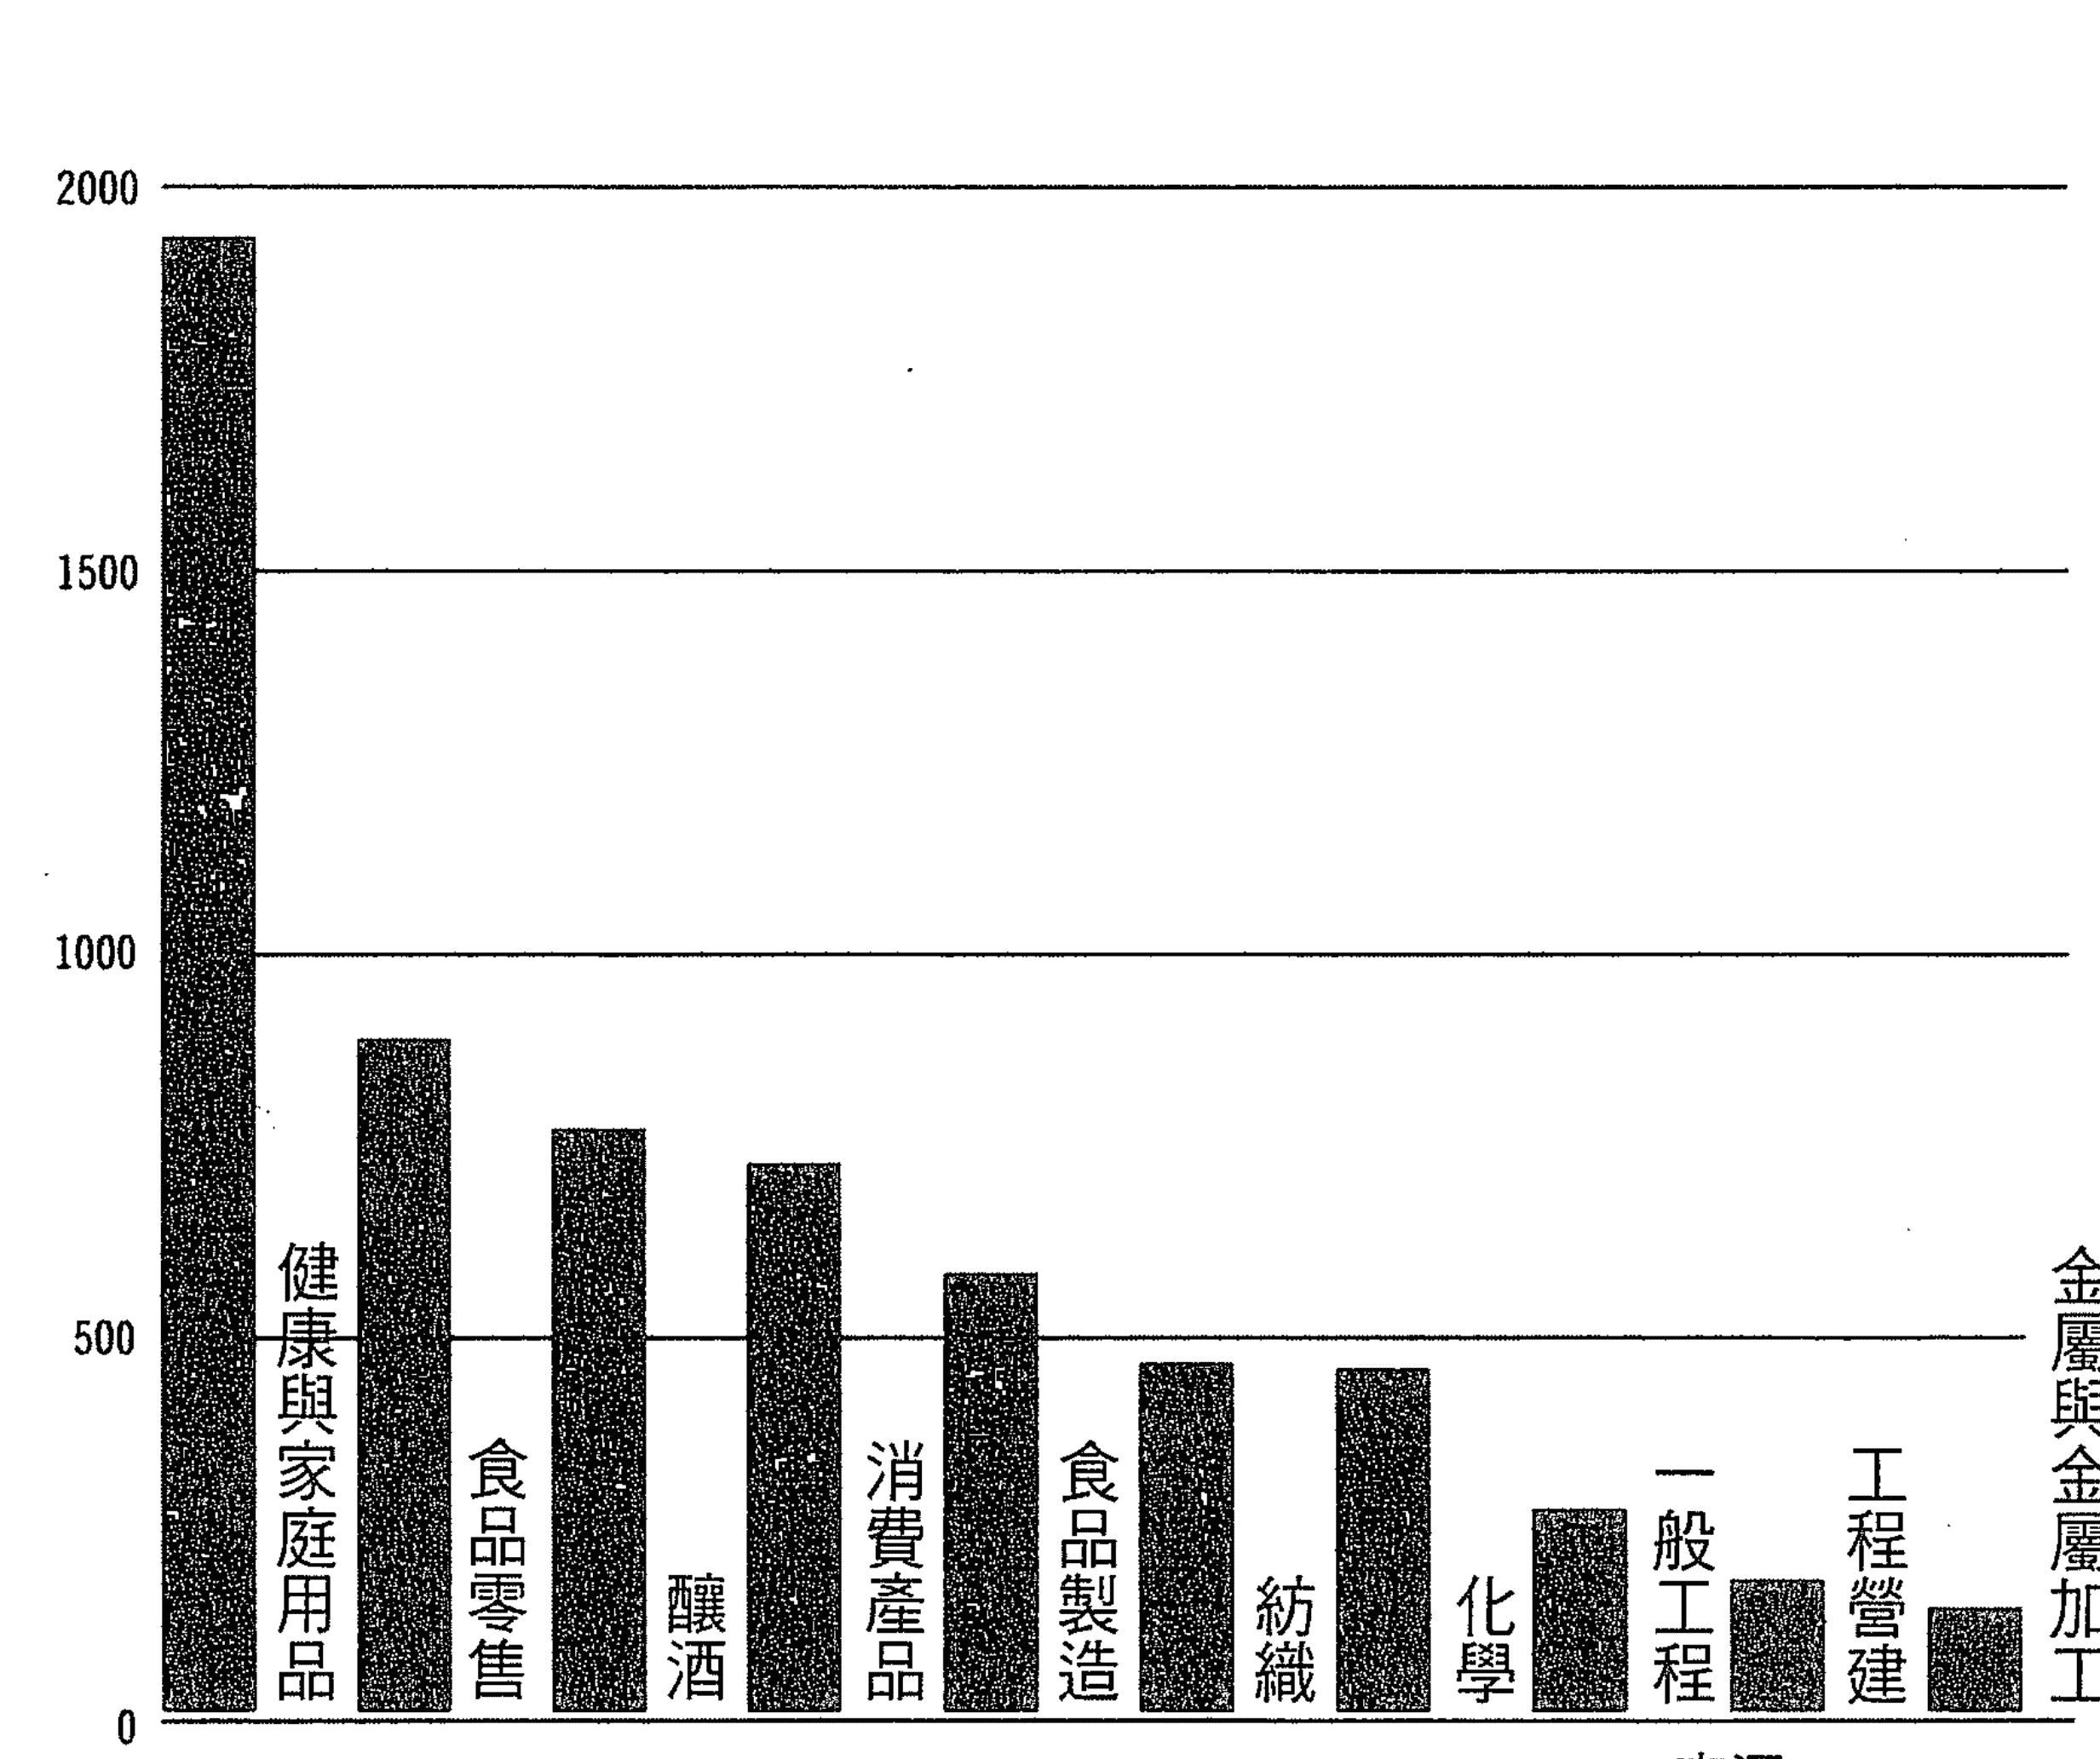 2000
1500
1000
500
0
健康與家庭用品
食品零售
釀酒
消費產品
食品製造
紡織
化學
一般工程
工程營建
金屬與金屬加工